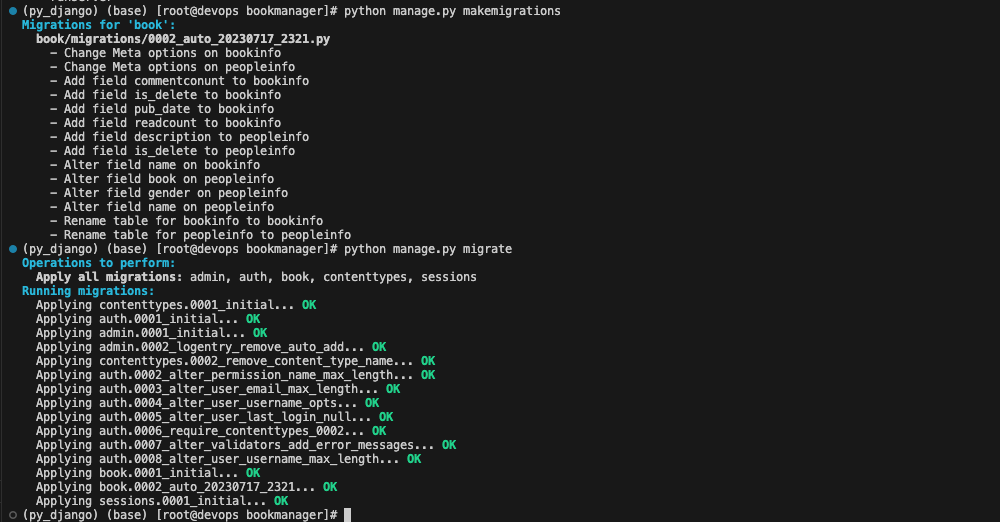 (py_django) (base) [root@devops bookmanager]# python manage.py makemigrations
Migrations for 'book':
book/migrations/0002_auto_20230717_2321.py
- Change Meta options on bookinfo
- Change Meta options on peopleinfo
- Add field commentconunt to bookinfo
- Add field is_delete to bookinfo
- Add field pub_date to bookinfo
- Add field readcount to bookinfo
- Add field description to peopleinfo
- Add field is_delete to peopleinfo
- Alter field name on bookinfo
- Alter field book on peopleinfo
- Alter field gender on peopleinfo
- Alter field name on peopleinfo
- Rename table for bookinfo to bookinfo
- Rename table for peopleinfo to peopleinfo
(py_django) (base) [root@devops bookmanager]# python manage.py migrate
Operations to perform:
Apply all migrations: admin, auth, book, contenttypes, sessions
Running migrations:
Applying contenttypes.0001_initial... OK
Applying auth.0001_initial... OK
Applying admin.0001_initial... OK
Applying admin.0002_logentry_remove_auto_add... OK
Applying contenttypes.0002_remove_content_type_name... OK
Applying auth.0002_alter_permission_name_max_length... OK
Applying auth.0003_alter_user_email_max_length... OK
Applying auth.0004_alter_user_username_opts... OK
Applying auth.0005_alter_user_last_login_null... OK
Applying auth.0006_require_contenttypes_0002... OK
Applying auth.0007_alter_validators_add_error_messages... OK
Applying auth.0008_alter_user_username_max_length... OK
Applying book.0001_initial... OK
Applying book.0002_auto_20230717_2321... OK
Applying sessions.0001_initial... OK
(py_django) (base) [root@devops bookmanager]#